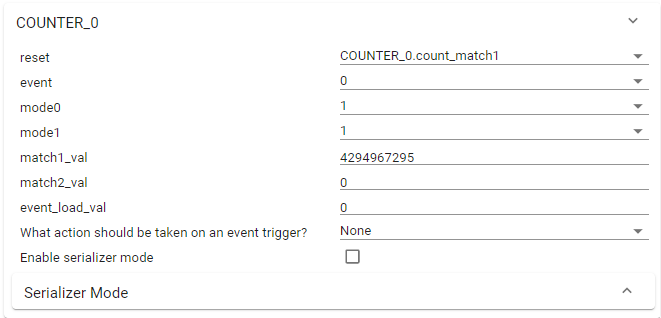 COUNTER_0
reset COUNTER_0.count_match1
event 0
mode0 1
mode1 1
match1_val 4294967295
match2_val 0
event_load_val 0
What action should be taken on an event trigger? None
Enable serializer mode
Serializer Mode